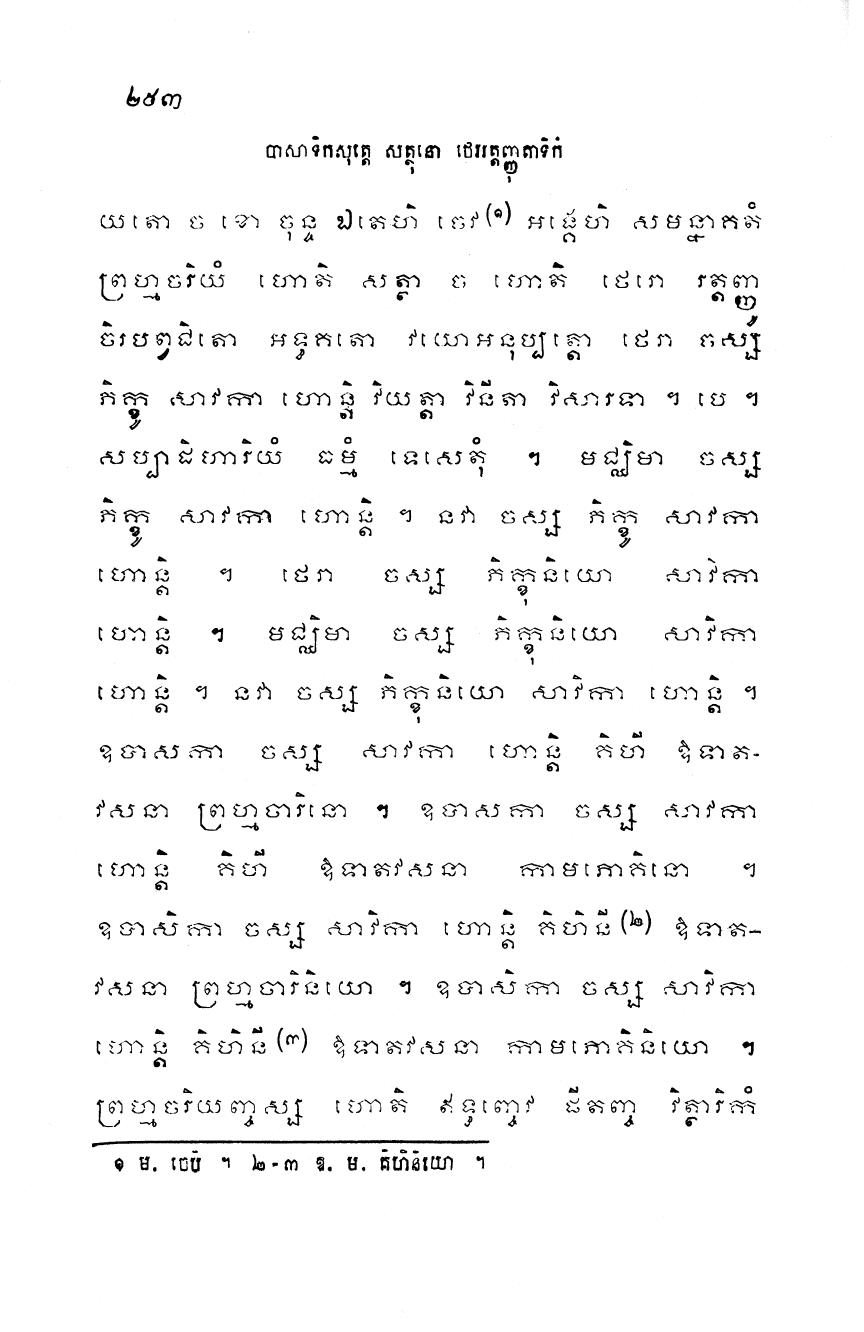 ២៥៣
បាសាទិកសុត្តេ សត្ថុនោ ថេររត្តញ្ញុតាទិកំ
យតោ ច ខោ ចុន្ទ ឯតេហិ ចេវ(១) អង្គេហិ សមន្នាគតំ
ព្រហ្មចរិយំ ហោតិ សត្ថា ច ហោតិ ថេរោ រត្តញ្ញូ
ចិរបព្វជិតោ អទ្ធគតោ វយោអនុប្បត្តោ ថេរា ចស្ស
ភិក្ខូ សាវកា ហោន្តិ វិយត្តា វិនីតា វិសារទា ។ បេ ។
សប្បាដិហារិយំ ធម្មំ ទេសេតុំ ។ មជ្ឈិមា ចស្ស
ភិក្ខូ សាវកា ហោន្តិ ។ នវា ចស្ស ភិក្ខូ សាវកា
ហោន្តិ ។ ថេរា ចស្ស ភិក្ខុនិយោ សាវិកា
ហោន្តិ ។ មជ្ឈិមា ចស្ស ភិក្ខុនិយោ សាវិកា
ហោន្តិ ។ នវា ចស្ស ភិក្ខុនិយោ សាវិកា ហោន្តិ ។
ឧបាសកា ចស្ស សាវកា ហោន្តិ គិហី ឱទាត-
វសនា ព្រហ្មចារិនោ ។ ឧបាសកា ចស្ស សាវកា
ហោន្តិ គិហី ឱទាតវសនា កាមភោគិនោ ។
ឧបាសិកា ចស្ស សាវិកា ហោន្តិ គិហិនី(២) ឱទាត-
វសនា ព្រហ្មចារិនិយោ ។ ឧបាសិកា ចស្ស សាវិកា
ហោន្តិ គិហិនី(៣) ឱទាតវសនា កាមភោគិនិយោ ។
ព្រហ្មចរិយញ្ចស្ស ហោតិ ឥទ្ធញ្ចេវ ផីតញ្ច វិត្ថារិកំ
១ ម. ចេបិ ។ ២-៣ ឱ. ម. គិហិនិយោ ។